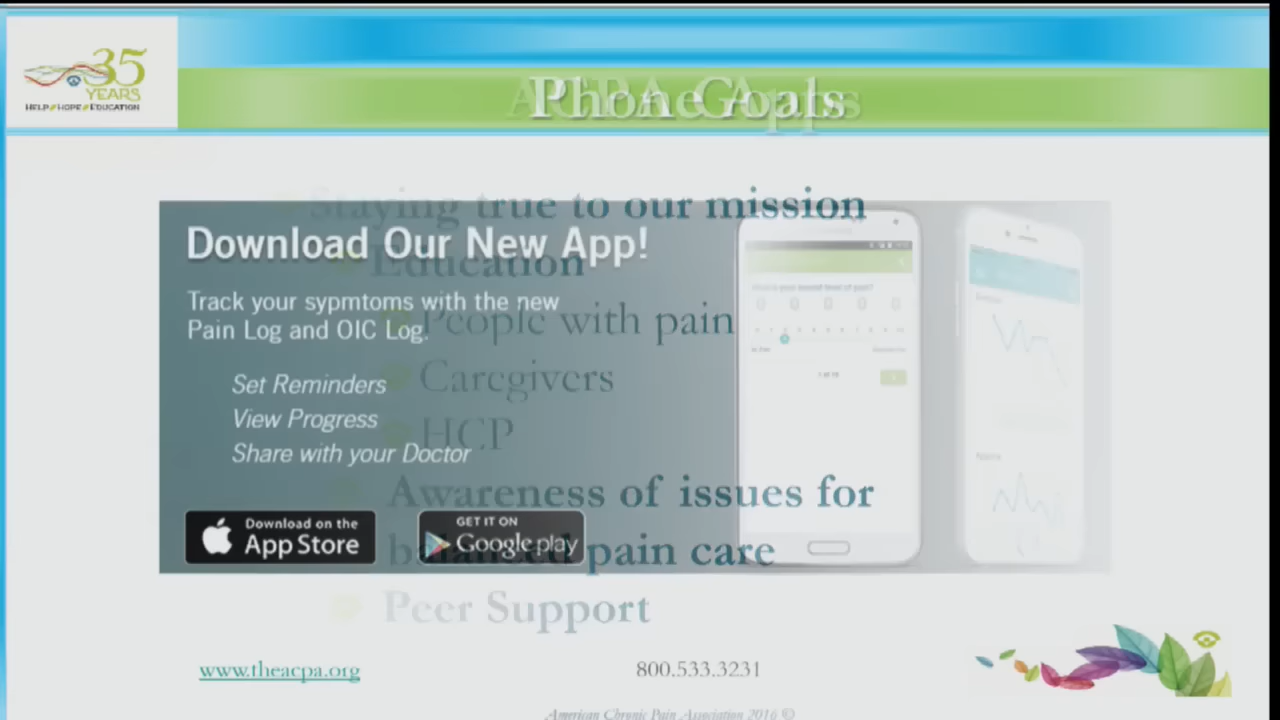 35
YEARS
HELP HOPE EDUCATION
Phone Apps
ACPA Goals
Staying true to our mission
Download Our New App!
Education
Track your sypmtoms with the new
Pain Log and OIC Log.
People with pain
Set Reminders
Caregivers
View Progress
HCP
Share with your Doctor
Awareness of issues for
balanced pain care
Download on the
App Store
GET IT ON
Google play
Peer Support
www.theacpa.org
800.533.3231
American Chronic Pain Association 2016 ©